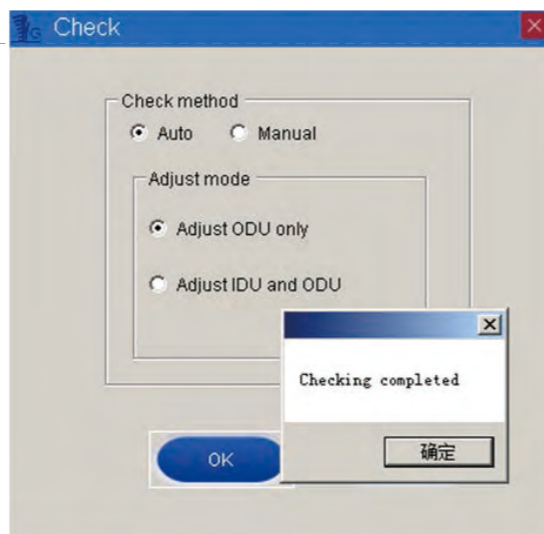 G Check
Check method
Auto Manual
Adjust mode
Adjust ODU only
Adjust IDU and ODU
Checking completed
OK
确定